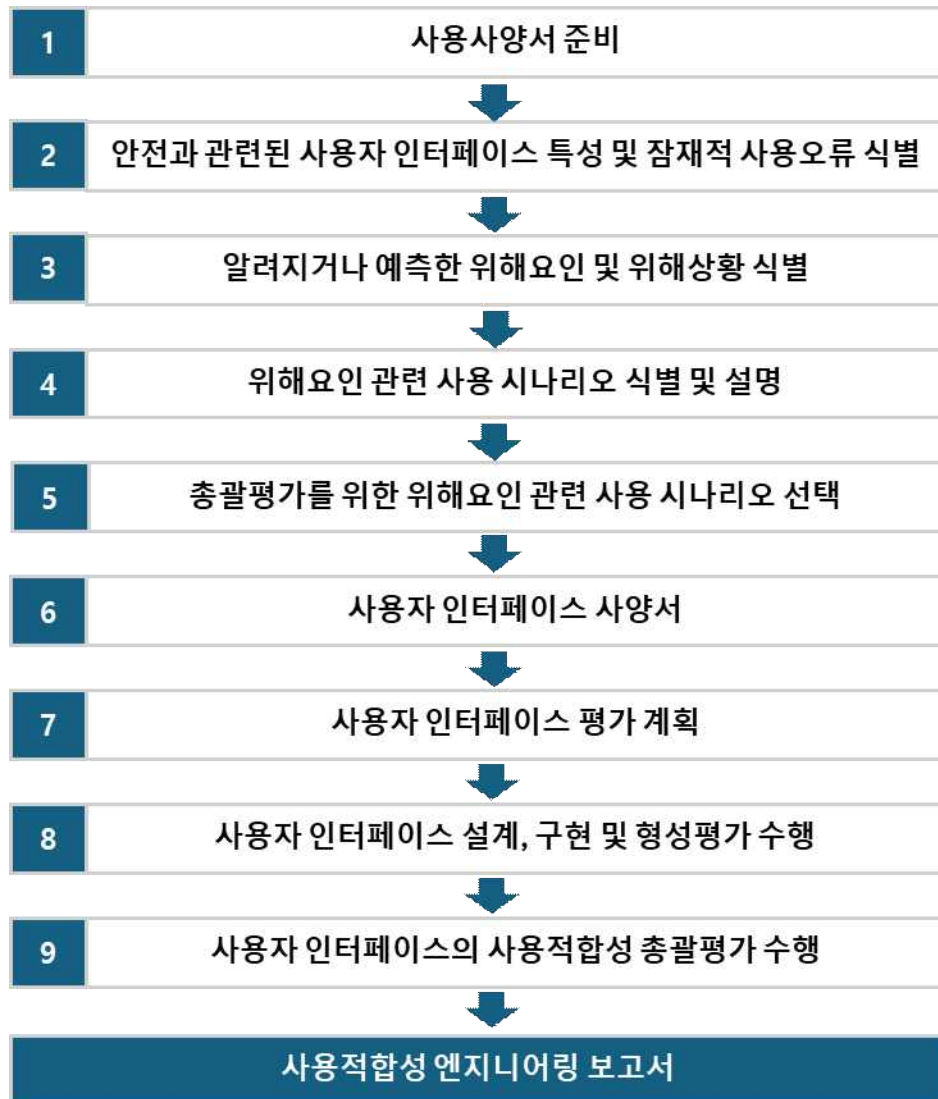 1 사용사양서 준비
2 안전과 관련된 사용자 인터페이스 특성 및 잠재적 사용오류 식별
3 알려지거나 예측한 위해요인 및 위해상황 식별
4 위해요인 관련 사용 시나리오 식별 및 설명
5 총괄평가를 위한 위해요인 관련 사용 시나리오 선택
6 사용자 인터페이스 사양서
7 사용자 인터페이스 평가 계획
8 사용자 인터페이스 설계, 구현 및 형성평가 수행
9 사용자 인터페이스의 사용적합성 총괄평가 수행
사용적합성 엔지니어링 보고서